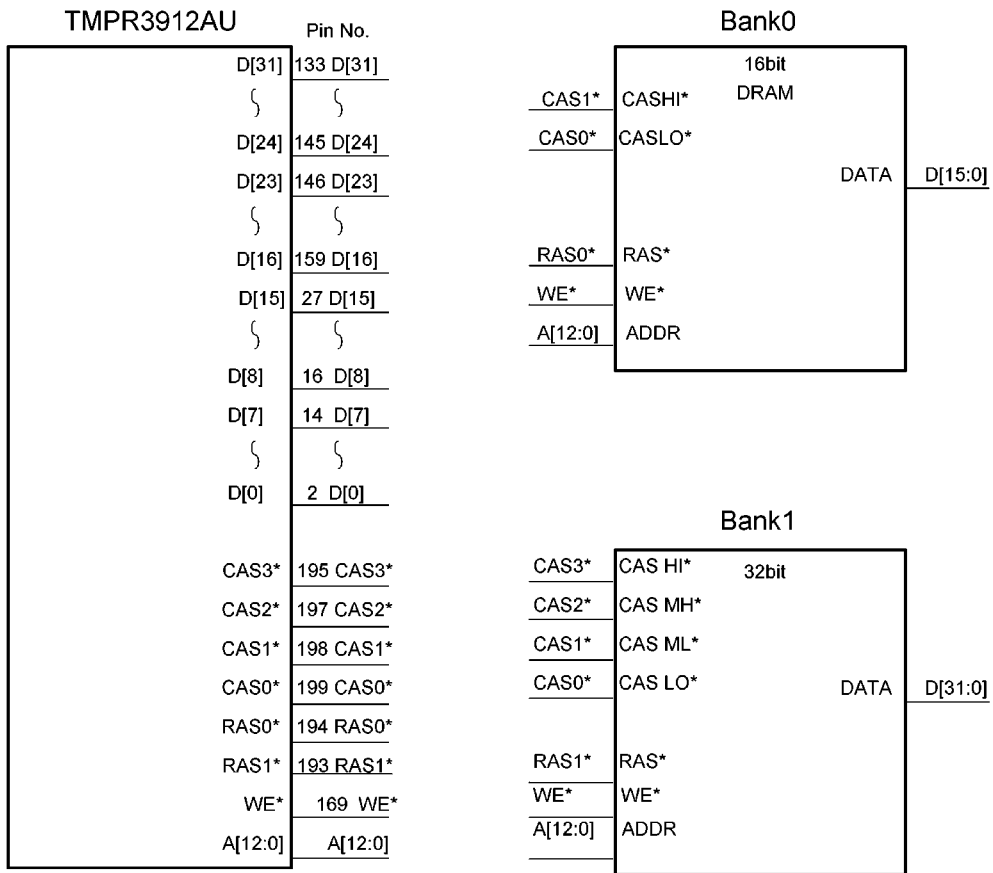 TMPR3912AU
Pin No.
D[31] 133 D[31]
D[24] 145 D[24]
D[23] 146 D[23]
D[16] 159 D[16]
D[15] 27 D[15]
D[8] 16 D[8]
D[7] 14 D[7]
D[0] 2 D[0]
CAS3* 195 CAS3*
CAS2* 197 CAS2*
CAS1* 198 CAS1*
CAS0* 199 CAS0*
RAS0* 194 RAS0*
RAS1* 193 RAS1*
WE* 169 WE*
A[12:0] A[12:0]
Bank0
16bit
DRAM
CAS1* CASHI*
CAS0* CASLO*
DATA D[15:0]
RAS0* RAS*
WE* WE*
A[12:0] ADDR
Bank1
32bit
CAS3* CAS HI*
CAS2* CAS MH*
CAS1* CAS ML*
CAS0* CAS LO*
DATA D[31:0]
RAS1* RAS*
WE* WE*
A[12:0] ADDR